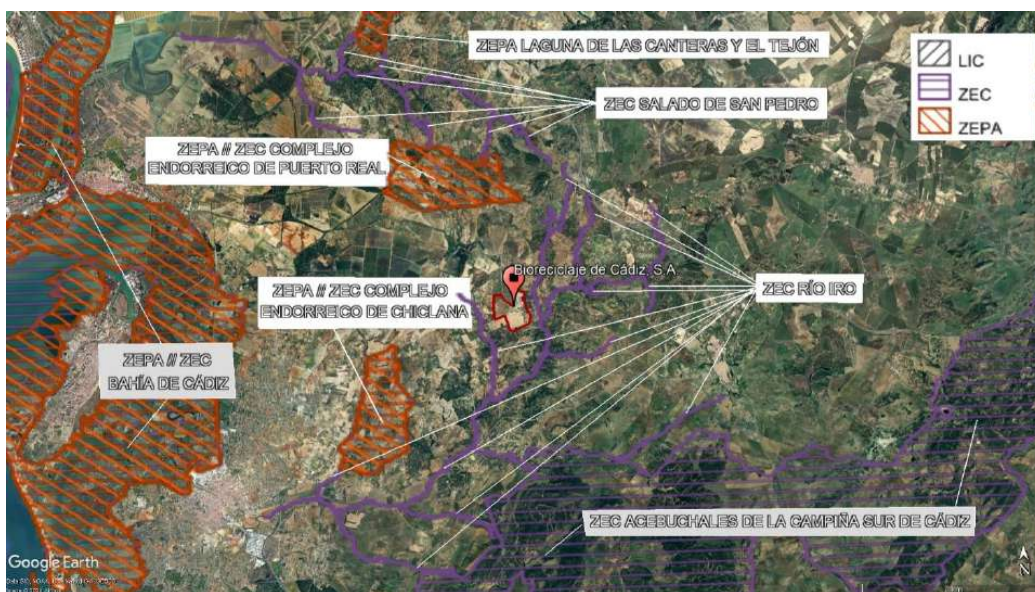 ZEPA LAGUNA DE LAS CANTERAS Y EL TEJÓN
LIC
ZEC
ZEPA
ZEC SALADO DE SAN PEDRO
ZEPA // ZEC COMPLEJO
ENDORREICO DE PUERTO REAL
Bioreciclaje de Cádiz, S.A
ZEPA // ZEC COMPLEJO
ENDORREICO DE CHICLANA
ZEC RÍO IRO
ZEPA // ZEC
BAHÍA DE CÁDIZ
ZEC ACEBUCHALES DE LA CAMPIÑA SUR DE CÁDIZ
Google Earth
N